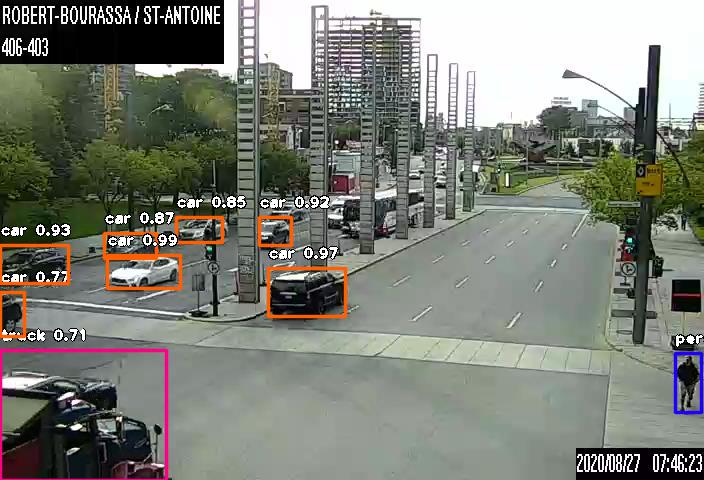 ROBERT-BOURASSA / ST-ANTOINE
406-403
car 0.85
car 0.92
car 0.87
car 0.93
car 0.99
car 0.97
car 0.77
truck 0.71
per
2020/08/27 07:46:23